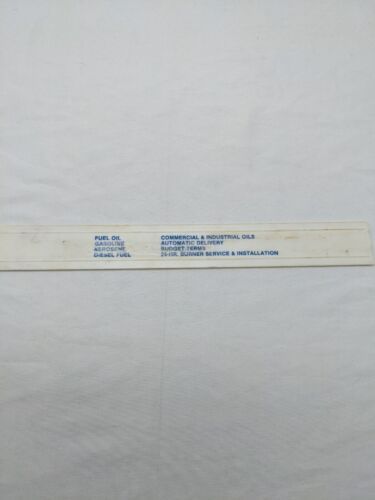 FUEL OIL COMMERCIAL & INDUSTRIAL OILS
GASOLINE AUTOMATIC DELIVERY
KEROSENE BUDGET TERMS
DIESEL FUEL 24-HR. BURNER SERVICE & INSTALLATION